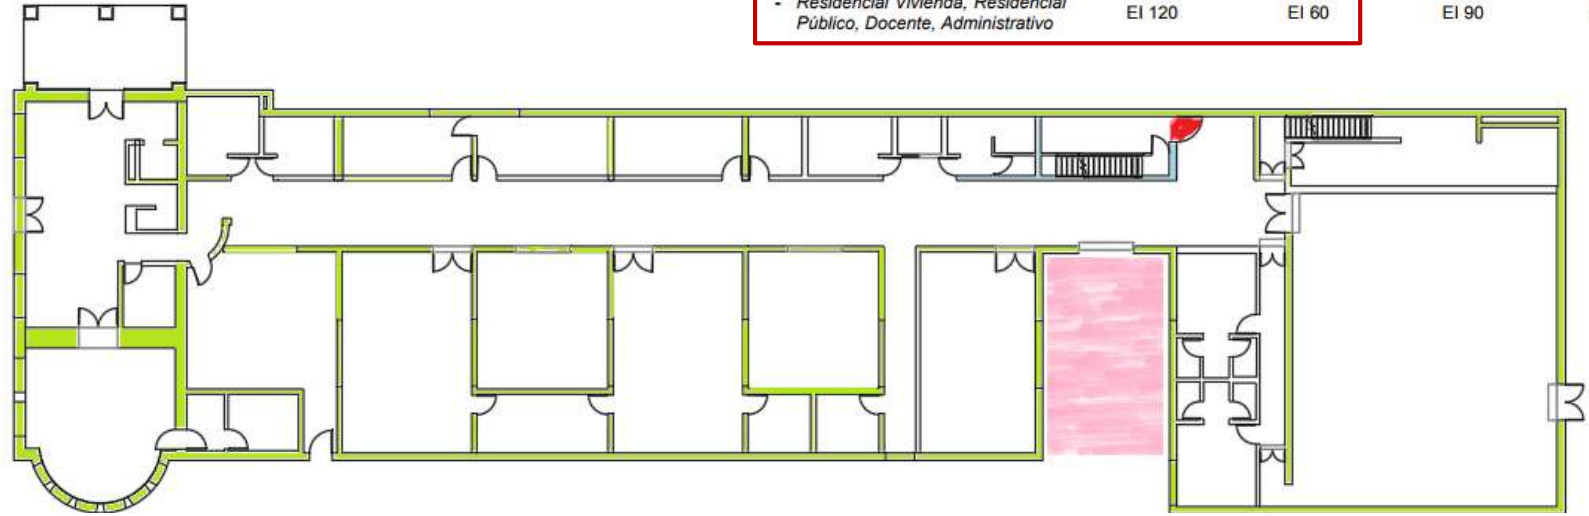 - Residencial Vivienda, Residencial
Público, Docente, Administrativo
EI 120 EI 60 EI 90